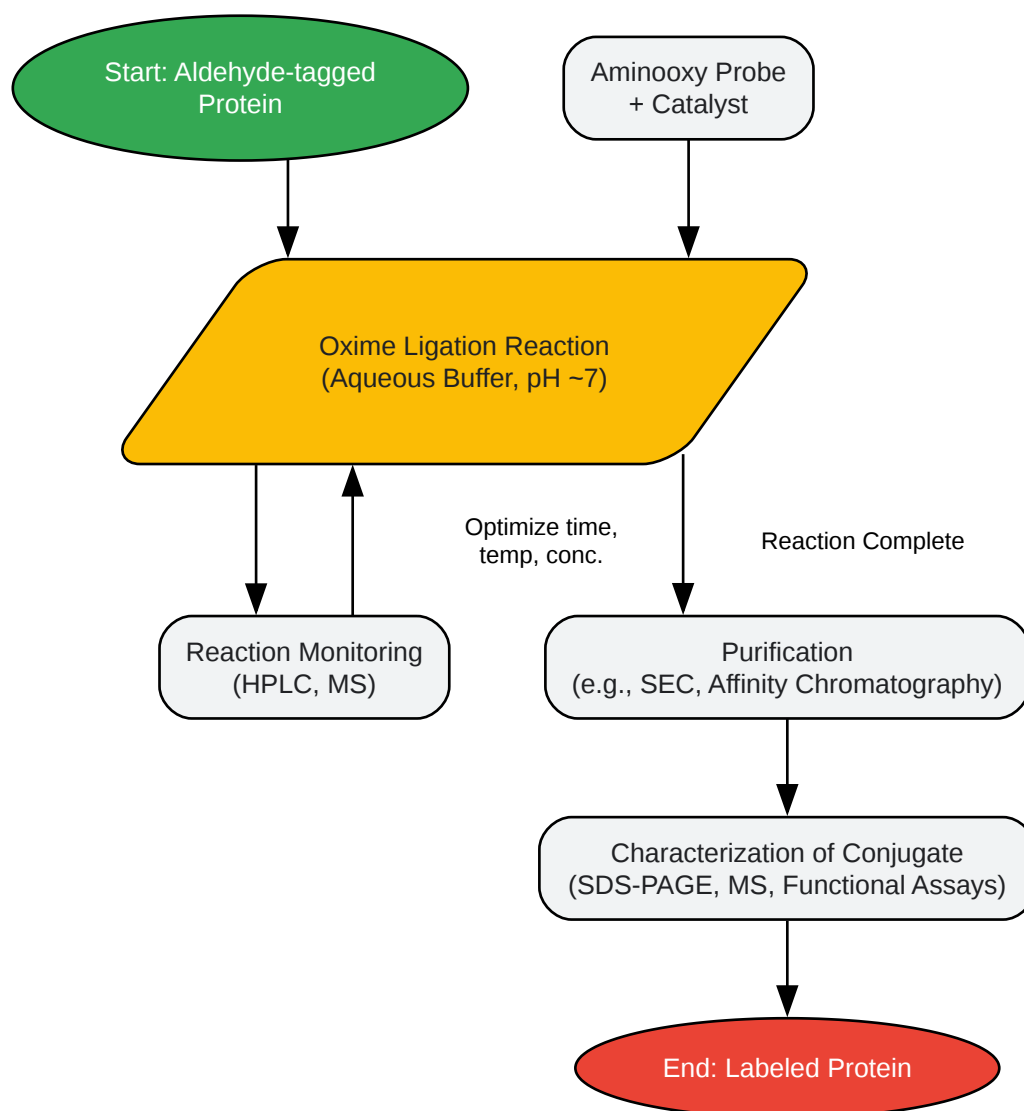 Start: Aldehyde-tagged
Protein
Aminooxy Probe
+ Catalyst
Oxime Ligation Reaction
(Aqueous Buffer, pH ~7)
Optimize time,
temp, conc.
Reaction Complete
Reaction Monitoring
(HPLC, MS)
Purification
(e.g., SEC, Affinity Chromatography)
Characterization of Conjugate
(SDS-PAGE, MS, Functional Assays)
End: Labeled Protein